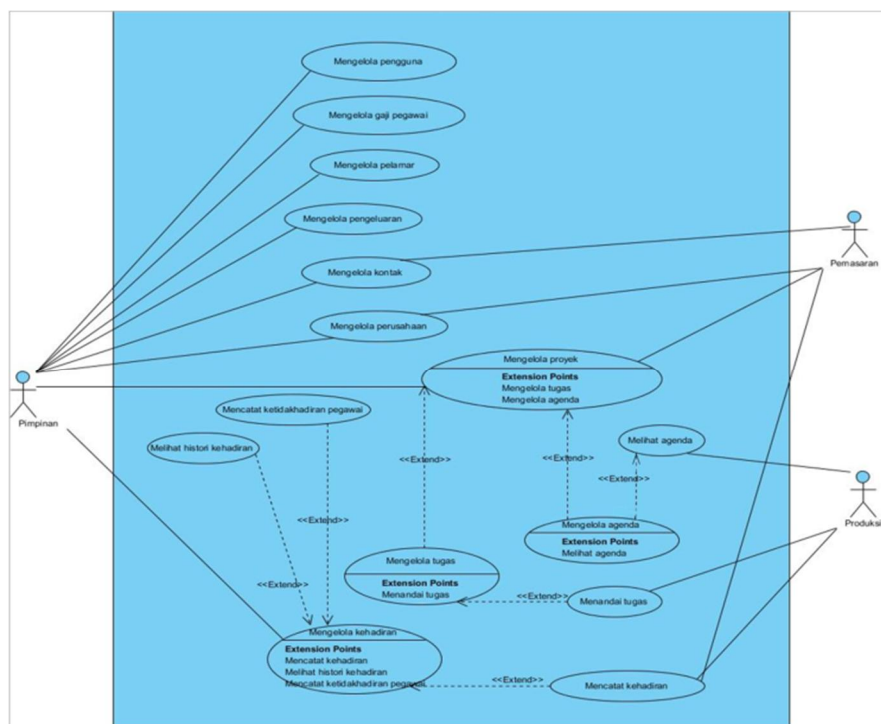 Mengelola pengguna
Mengelola gaji pegawai
Mengelola pelamar
Mengelola pengeluaran
Mengelola kontak
Pemasaran
Mengelola perusahaan
Mengelola proyek
Extension Points
Mengelola tugas
Mengelola agenda
Pimpinan
Mencatat ketidakhadiran pegawai
Melihat histori kehadiran
Melihat agenda
<<Extend>>
<<Extend>>
<<Extend>>
<<Extend>>
Produksi
Mengelola agenda
Extension Points
Melihat agenda
Mengelola tugas
Extension Points
Menandai tugas
<<Extend>>
<<Extend>>
Menandai tugas
Mengelola kehadiran
Extension Points
Mencatat kehadiran
Melihat histori kehadiran
Mencatat ketidakhadiran pegawai
<<Extend>>
Mencatat kehadiran